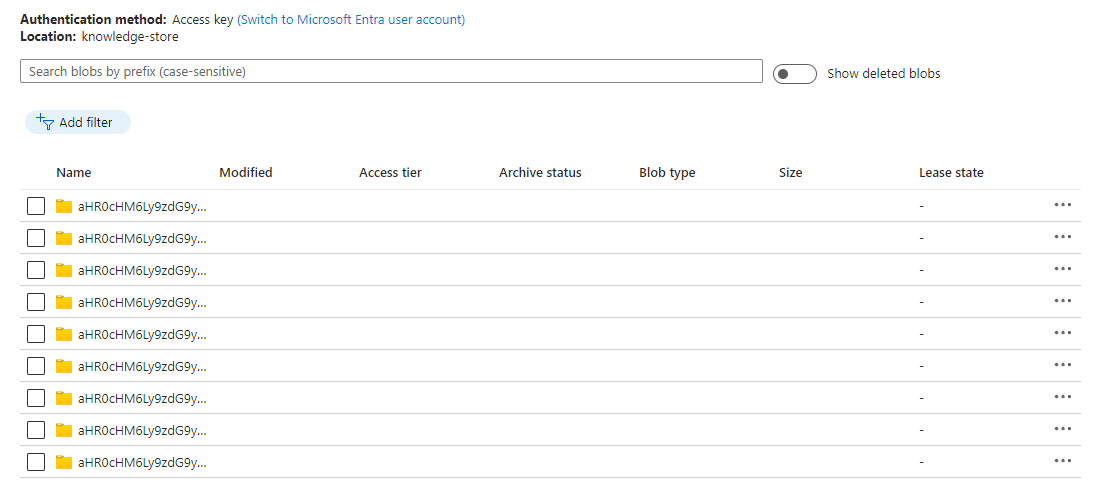 Authentication method: Access key (Switch to Microsoft Entra user account)
Location: knowledge-store
Search blobs by prefix (case-sensitive)
Show deleted blobs
Add filter
Name Modified Access tier Archive status Blob type Size Lease state
aHR0cHM6Ly9zdG9y... -
aHR0cHM6Ly9zdG9y... -
aHR0cHM6Ly9zdG9y... -
aHR0cHM6Ly9zdG9y... -
aHR0cHM6Ly9zdG9y... -
aHR0cHM6Ly9zdG9y... -
aHR0cHM6Ly9zdG9y... -
aHR0cHM6Ly9zdG9y... -
aHR0cHM6Ly9zdG9y... -